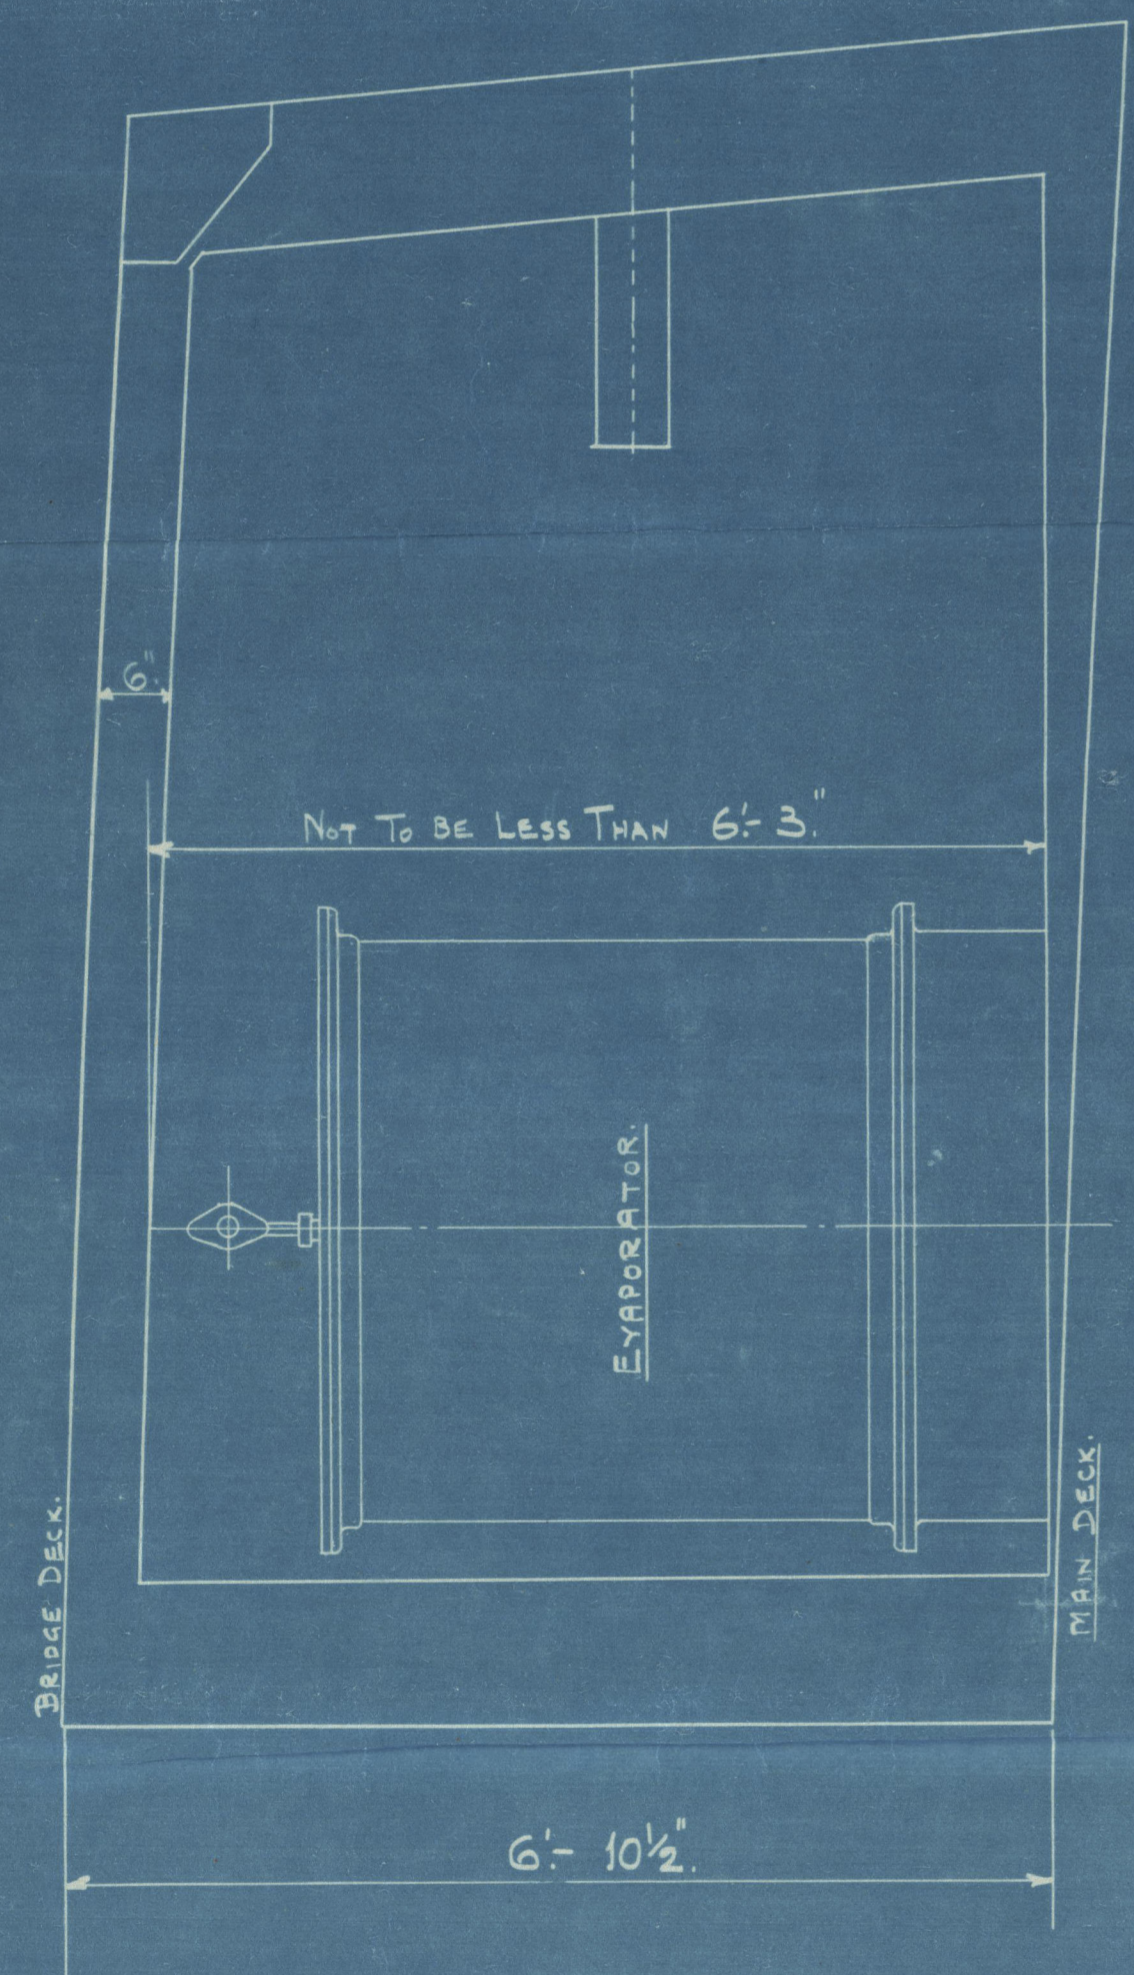 6".
NOT TO BE LESS THAN 6'.- 3."
EVAPORATOR.
BRIDGE DECK.
MAIN DECK.
6'.- 10½".